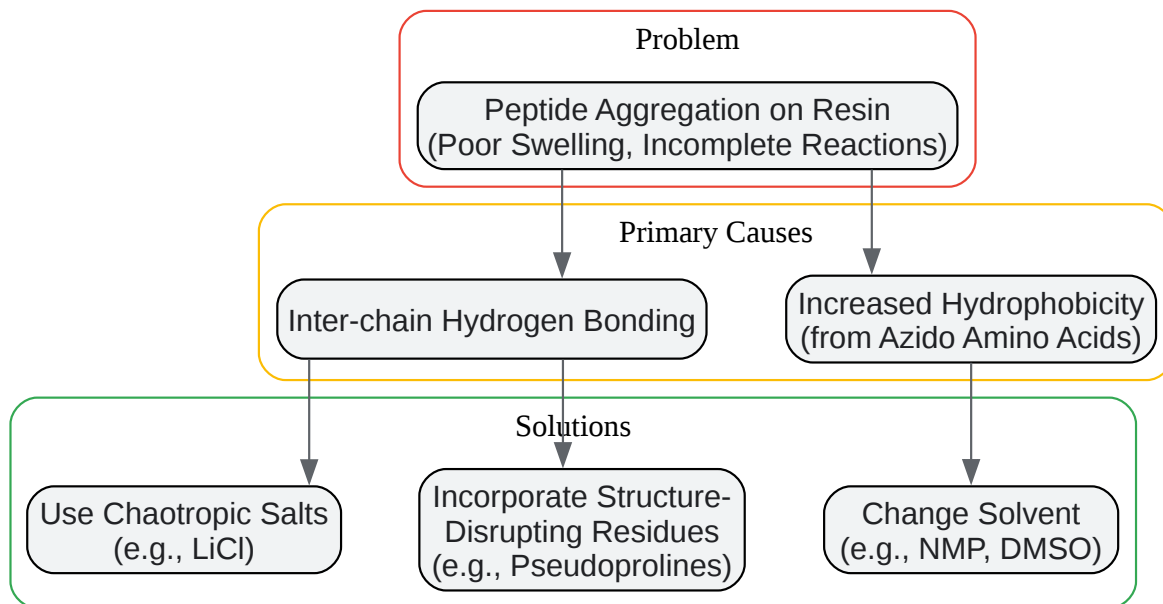 Problem
Peptide Aggregation on Resin
(Poor Swelling, Incomplete Reactions)
Primary Causes
Inter-chain Hydrogen Bonding
Increased Hydrophobicity
(from Azido Amino Acids)
Solutions
Use Chaotropic Salts
(e.g., LiCl)
Incorporate Structure-
Disrupting Residues
(e.g., Pseudoprolines)
Change Solvent
(e.g., NMP, DMSO)